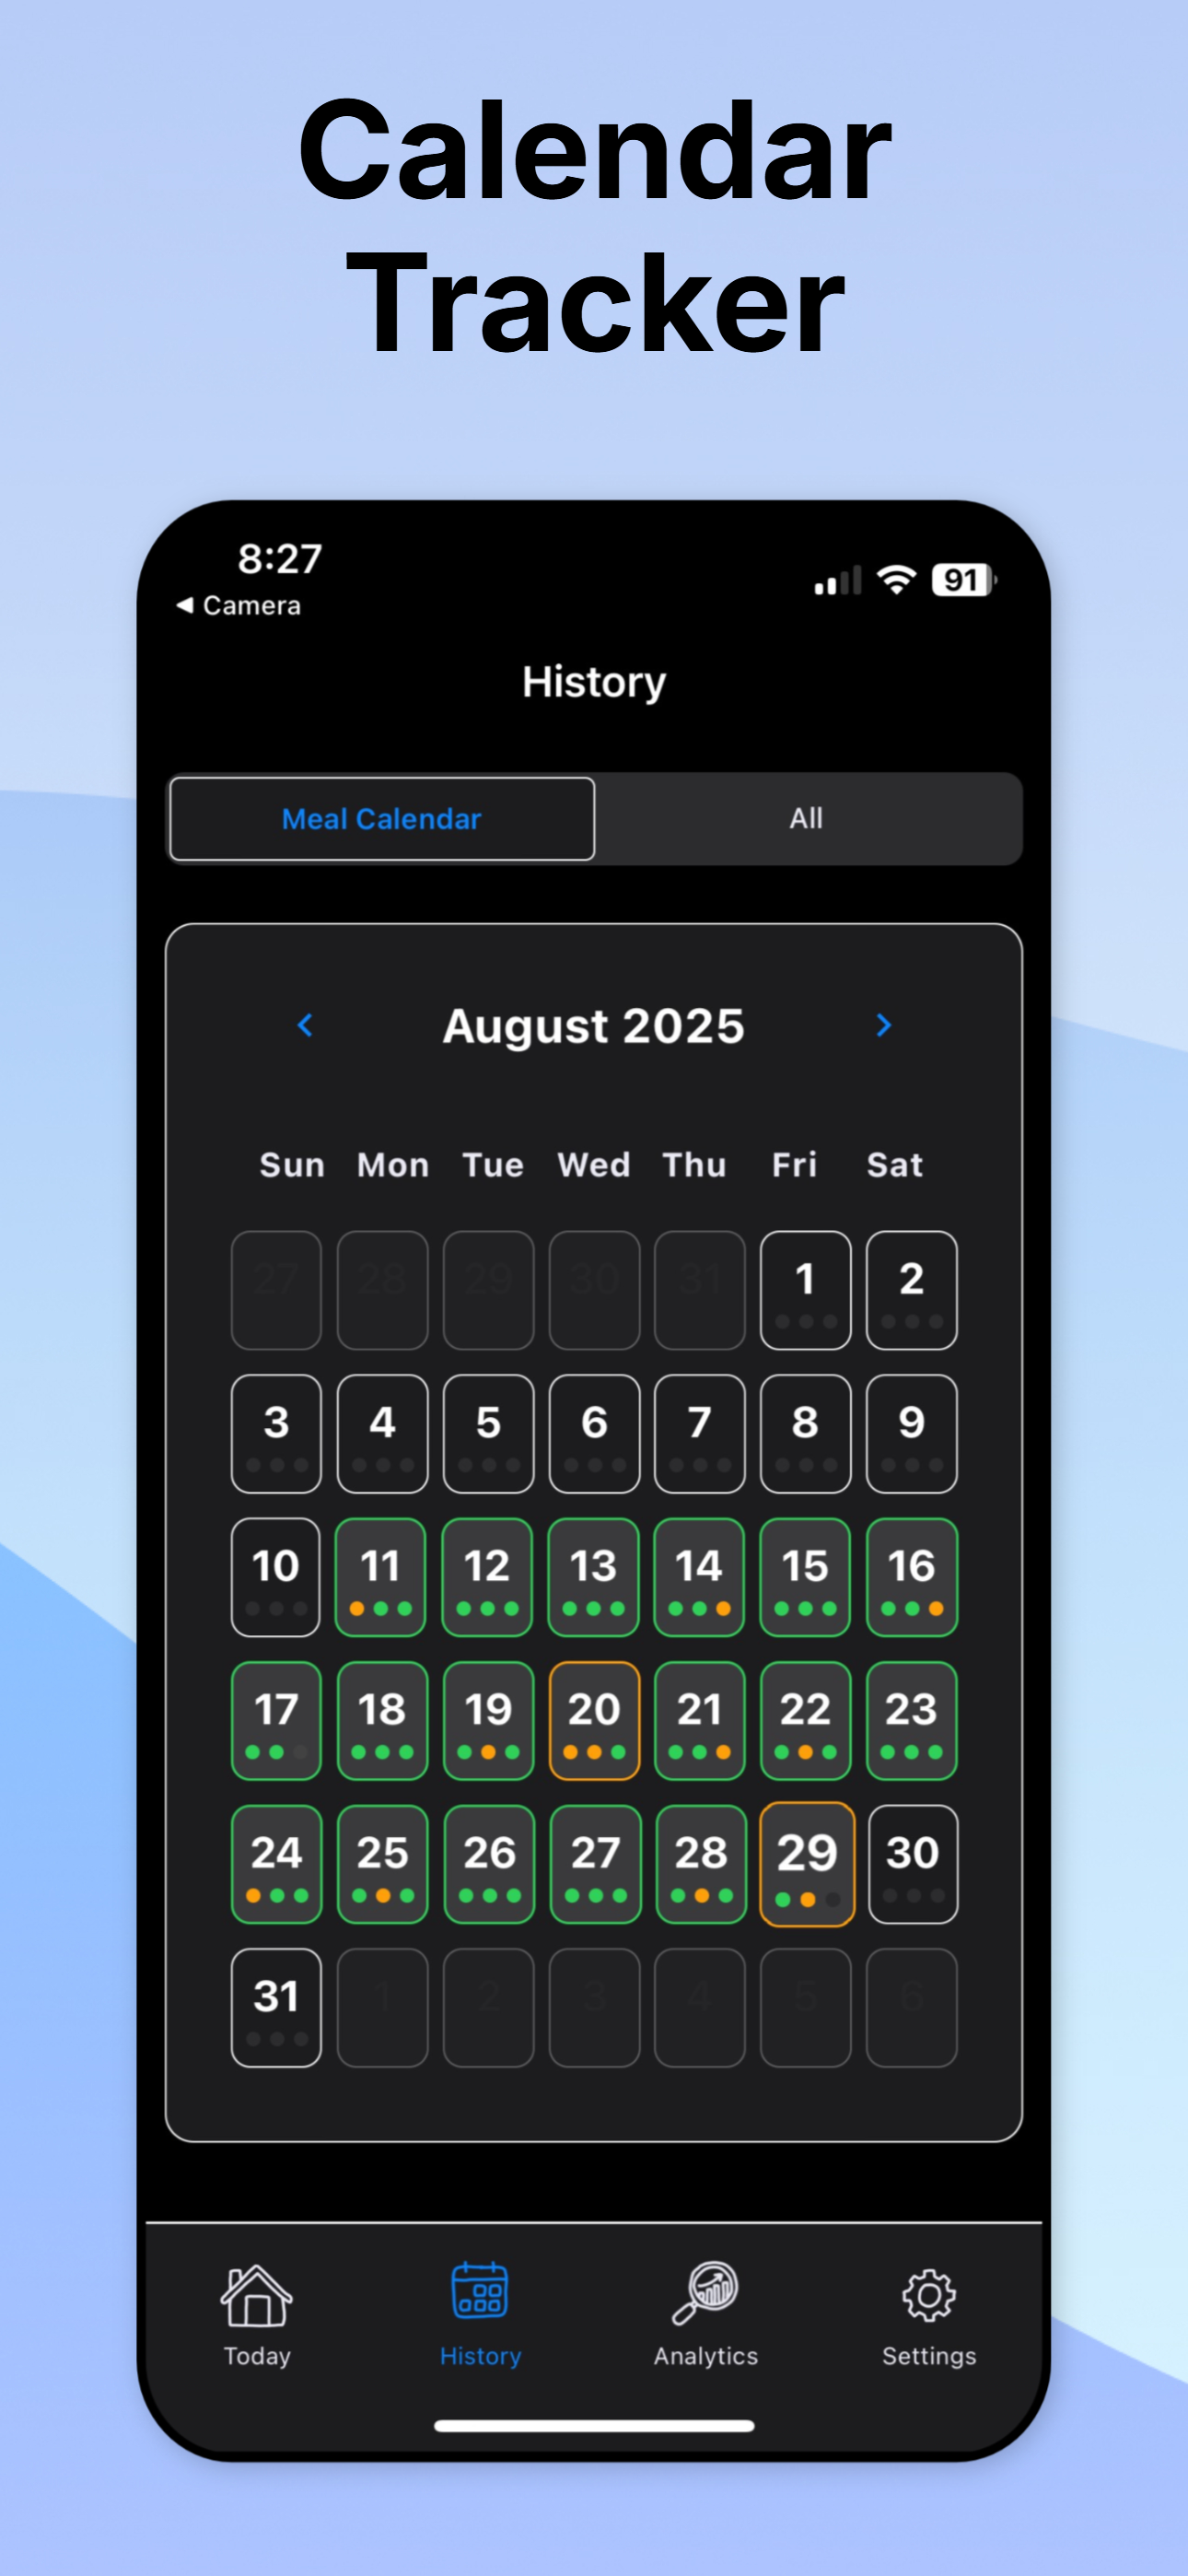 Calendar
Tracker
8:27
91
◀ Camera
History
Meal Calendar All
August 2025
Sun Mon Tue Wed Thu Fri Sat
27 28 29 30 31 1 2
3 4 5 6 7 8 9
10 11 12 13 14 15 16
17 18 19 20 21 22 23
24 25 26 27 28 29 30
31 1 2 3 4 5 6
Today History Analytics Settings